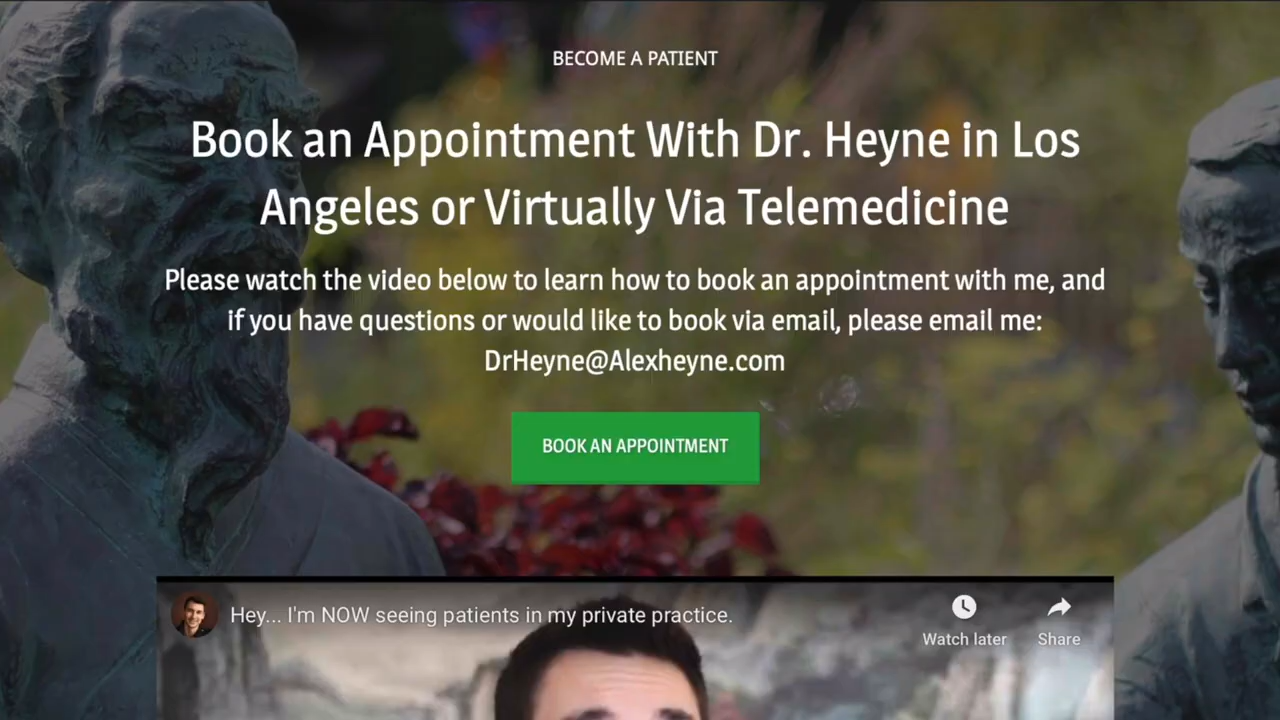 BECOME A PATIENT
Book an Appointment With Dr. Heyne in Los
Angeles or Virtually Via Telemedicine
Please watch the video below to learn how to book an appointment with me, and
if you have questions or would like to book via email, please email me:
DrHeyne@Alexheyne.com
BOOK AN APPOINTMENT
Hey... I'm NOW seeing patients in my private practice.
Watch later
Share